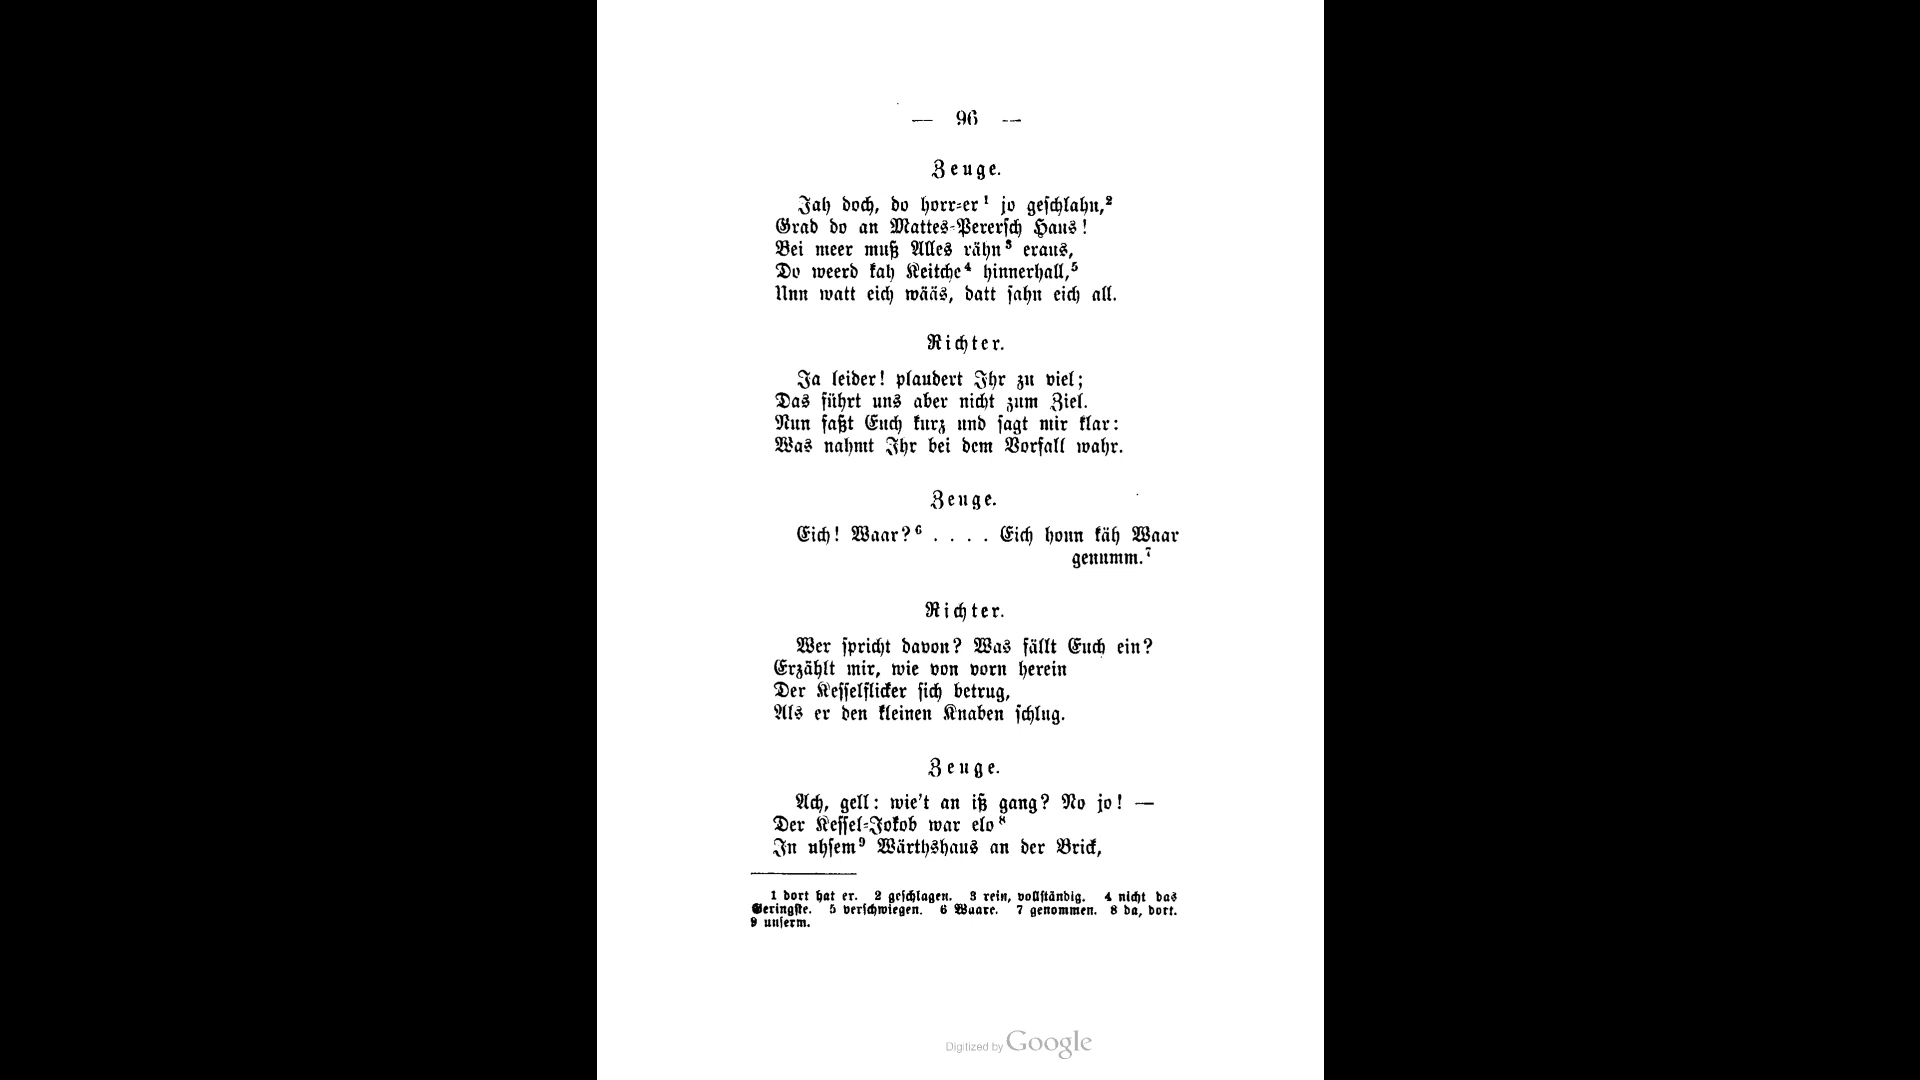 — 96 —
Zeuge.
Jah doch, do horr-er¹ jo geschlahn,²
Grad do an Mattes-Perersch Haus!
Bei meer muß Alles rähn³ eraus,
Do weerd kah Keitche⁴ hinnerhall,⁵
Unn watt eich wääs, datt sahn eich all.
Richter.
Ja leider! plaudert Ihr zu viel;
Das führt uns aber nicht zum Ziel.
Nun faßt Euch kurz und sagt mir klar:
Was nahmt Ihr bei dem Vorfall wahr.
Zeuge.
Eich! Waar?⁶ . . . . Eich honn käh Waar
genumm.⁷
Richter.
Wer spricht davon? Was fällt Euch ein?
Erzählt mir, wie von vorn herein
Der Kesselflicker sich betrug,
Als er den kleinen Knaben schlug.
Zeuge.
Ach, gell: wie't an iß gang? No jo! —
Der Kessel-Jokob war elo⁸
In uhsem⁹ Wärthshaus an der Brick,
1 dort hat er. 2 geschlagen. 3 rein, vollständig. 4 nicht das
Geringste. 5 verschwiegen. 6 Waare. 7 genommen. 8 da, dort.
9 unserm.
Digitized by Google